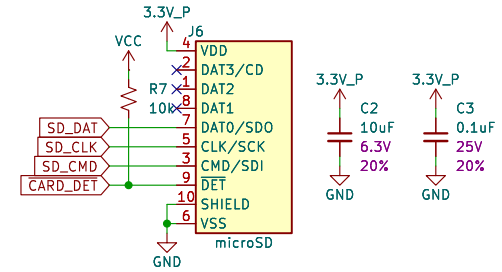 3.3V_P
J6
VCC
4 VDD
2 DAT3/CD
R7 1 DAT2
10k 8 DAT1
SD_DAT 7 DAT0/SDO
SD_CLK 5 CLK/SCK
SD_CMD 3 CMD/SDI
CARD_DET 9 DET
10 SHIELD
6 VSS
microSD
GND
3.3V_P
C2
10uF
6.3V
20%
GND
3.3V_P
C3
0.1uF
25V
20%
GND